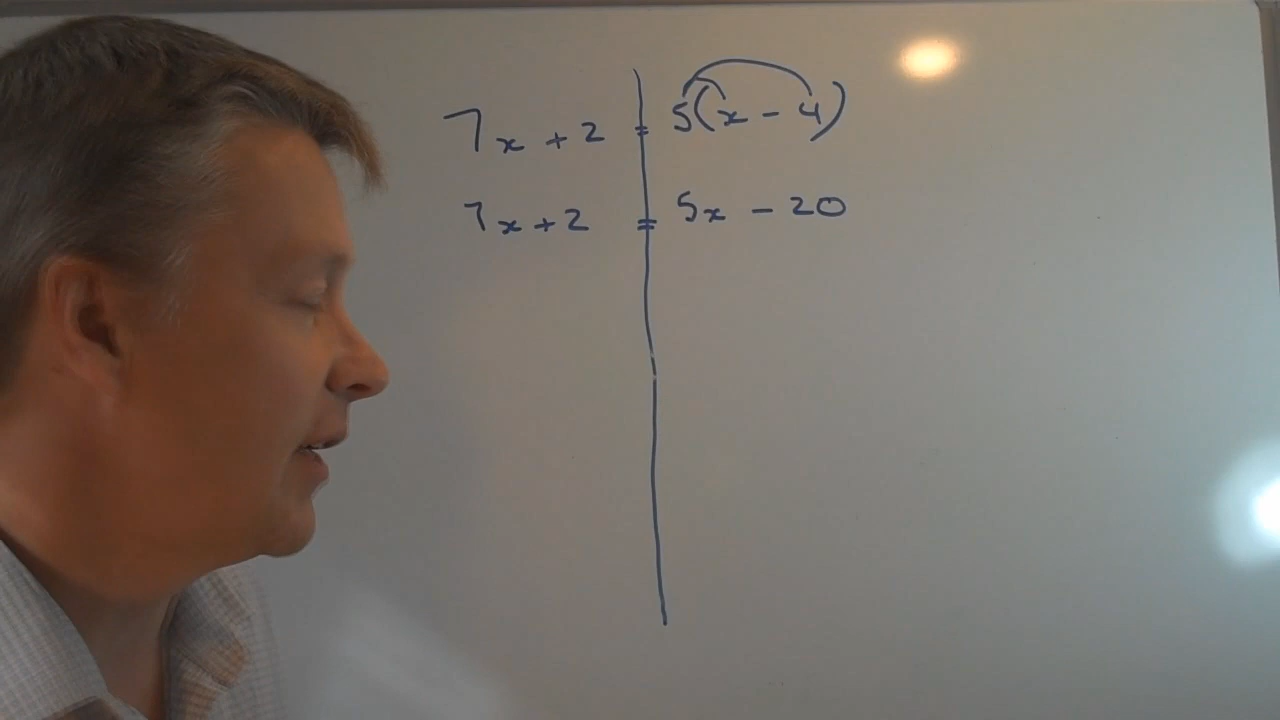 7x + 2 = 5(x - 4)
7x + 2 = 5x - 20